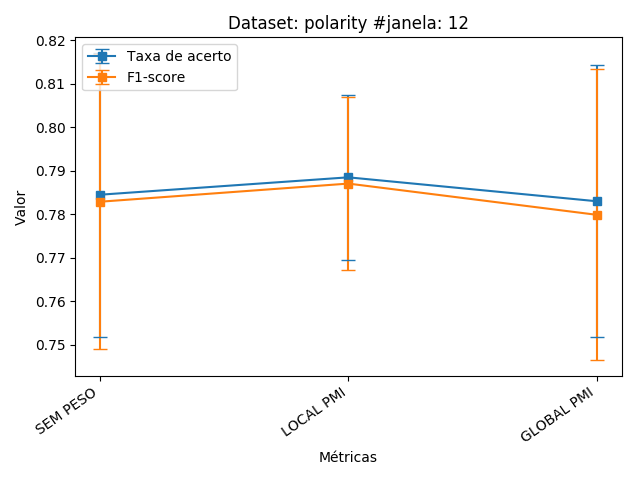 Dataset: polarity #janela: 12
Taxa de acerto
F1-score
Valor
0.82
0.81
0.80
0.79
0.78
0.77
0.76
0.75
SEM PESO
LOCAL PMI
GLOBAL PMI
Métricas